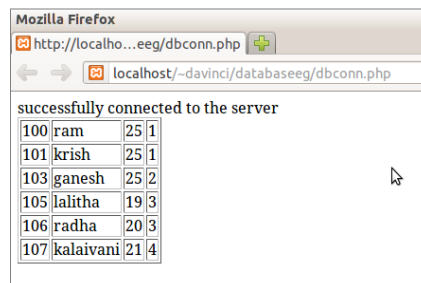 Mozilla Firefox
http://localho...eeg/dbconn.php
localhost/~davinci/databaseeg/dbconn.php
successfully connected to the server
100 ram 25 1
101 krish 25 1
103 ganesh 25 2
105 lalitha 19 3
106 radha 20 3
107 kalaivani 21 4